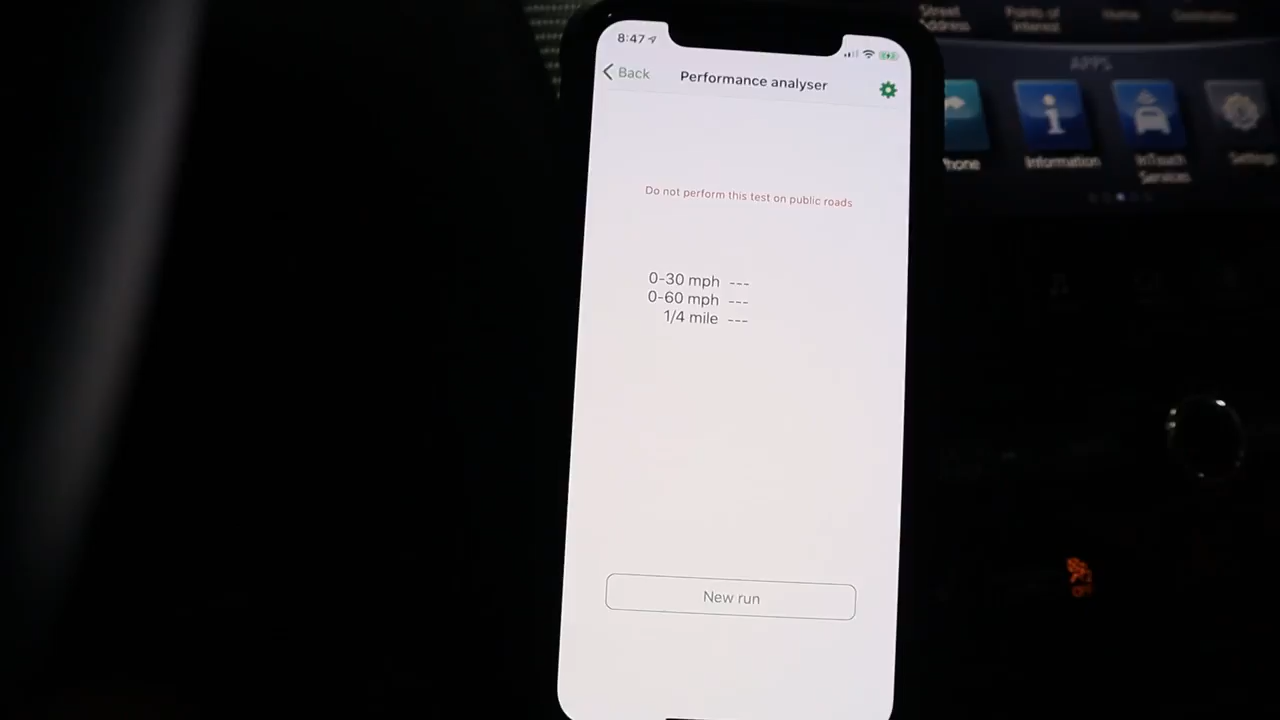 Street
Address
Points of
Interest
Home
Destination
APPS
Phone
Information
InTouch
Services
Settings
8:47
Back
Performance analyser
Do not perform this test on public roads
0-30 mph ---
0-60 mph ---
1/4 mile ---
New run
OFF